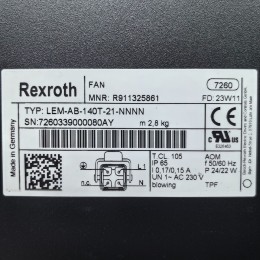 Rexroth
FAN
MNR: R911325861
7260
FD: 23W11
TYP: LEM-AB-140T-21-NNNN
SN:7260339000080AY
m 2,8 kg
Made in Germany
L1
N
T CL 105
IP CO
I 0,17/0,15 A
UN 1~ AC 230 V
blowing
AOM
f 50/60 Hz
P 24/22 W
TPF